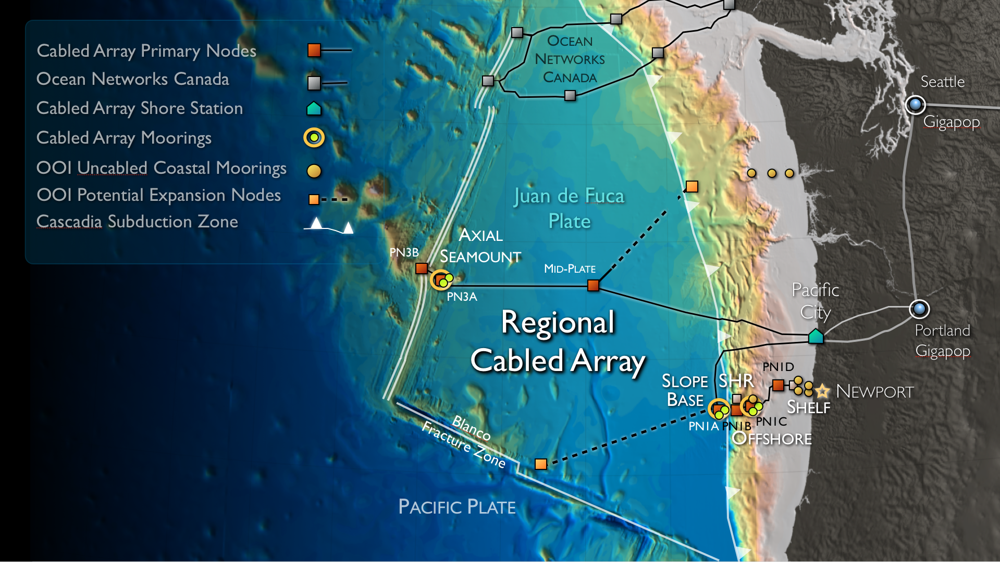 Cabled Array Primary Nodes
Ocean Networks Canada
Cabled Array Shore Station
Cabled Array Moorings
OOI Uncabled Coastal Moorings
OOI Potential Expansion Nodes
Cascadia Subduction Zone
OCEAN
NETWORKS
CANADA
Seattle
Gigapop
Juan de Fuca
Plate
AXIAL
SEAMOUNT
PN3B
PN3A
MID-PLATE
Regional
Cabled Array
Pacific
City
Portland
Gigapop
PN1D
SLOPE
BASE
SHR
NEWPORT
SHELF
PN1A
PN1B
PN1C
OFFSHORE
Blanco
Fracture Zone
PACIFIC PLATE